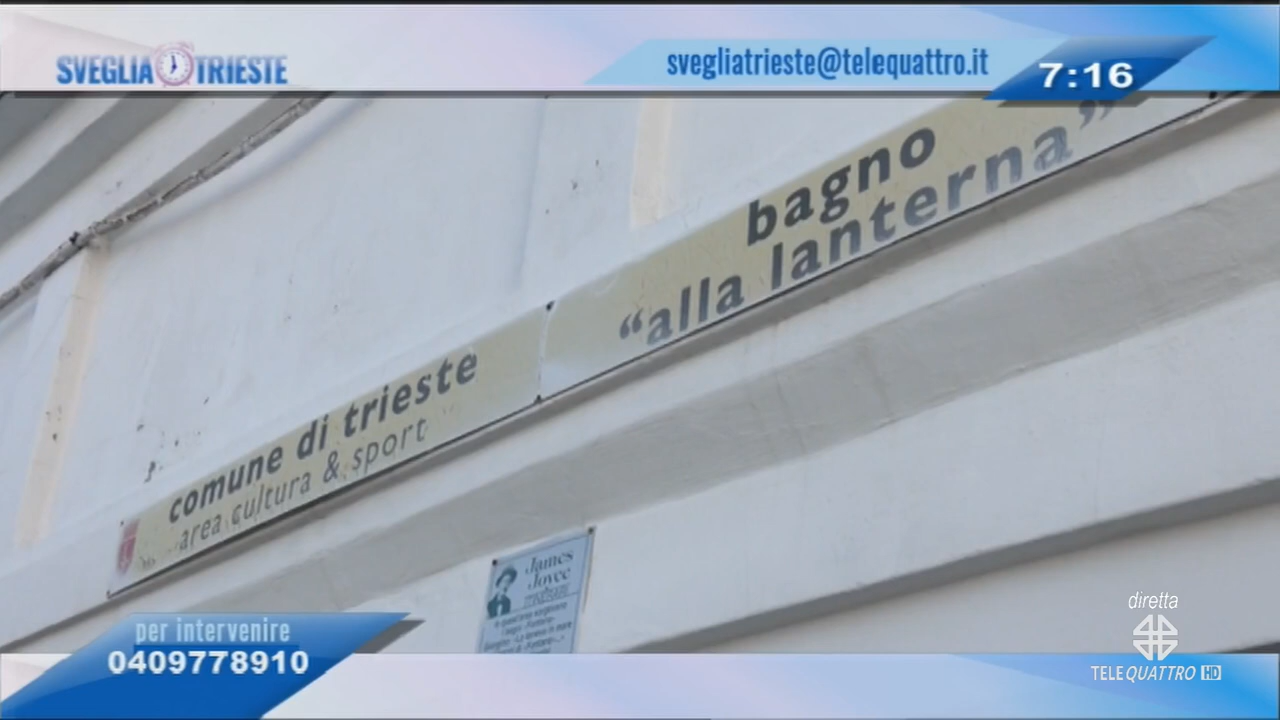 SVEGLIA TRIESTE
svegliatrieste@telequattro.it
7:16
bagno
“alla lanterna”
comune di trieste
area cultura & sport
James
Joyce
per intervenire
0409778910
diretta
TELEQUATTRO HD